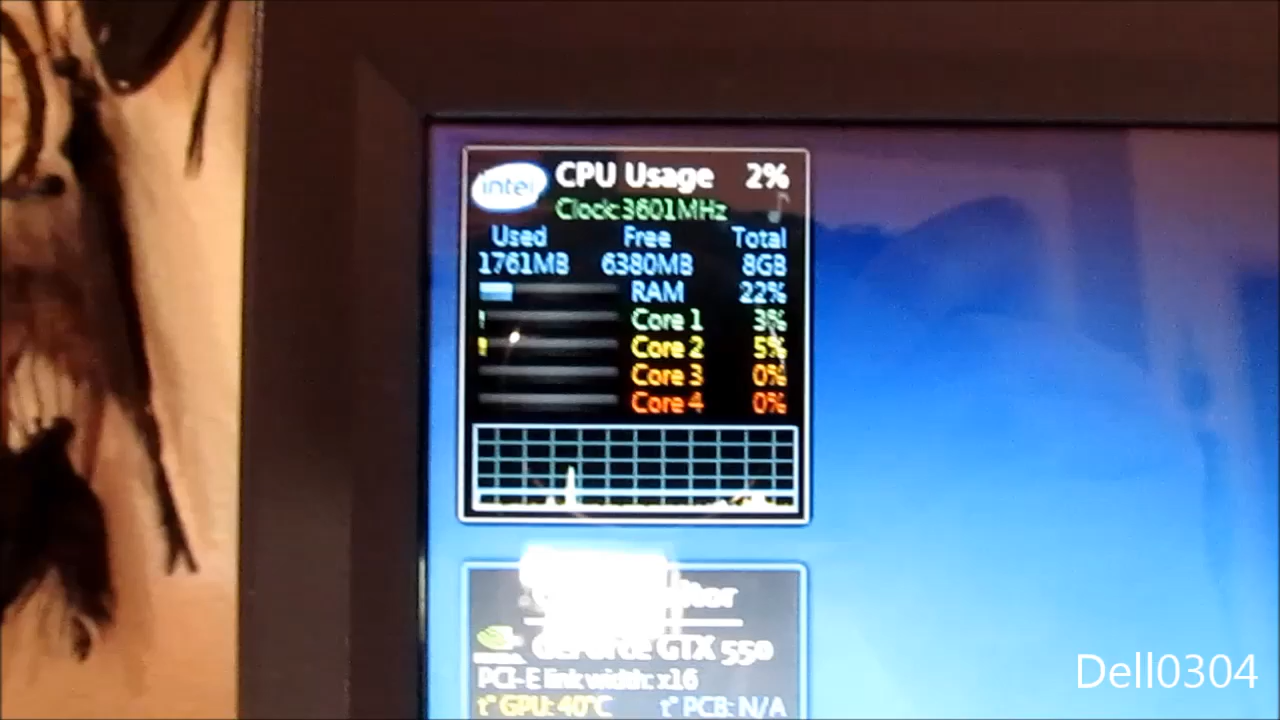 intel CPU Usage 2%
Clock: 3601MHz
Used Free Total
1761MB 6380MB 8GB
RAM 22%
Core 1 3%
Core 2 5%
Core 3 0%
Core 4 0%
GEFORCE GTX 550
PCI-E link width: x16
t° GPU: 40°C t° PCB: N/A
Dell0304